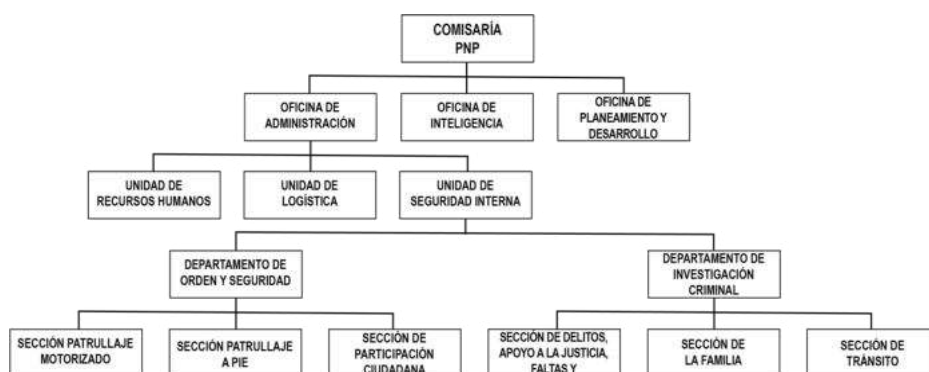 COMISARÍA
PNP
OFICINA DE
ADMINISTRACIÓN
OFICINA DE
INTELIGENCIA
OFICINA DE
PLANEAMIENTO Y
DESARROLLO
UNIDAD DE
RECURSOS HUMANOS
UNIDAD DE
LOGÍSTICA
UNIDAD DE
SEGURIDAD INTERNA
DEPARTAMENTO DE
ORDEN Y SEGURIDAD
DEPARTAMENTO DE
INVESTIGACIÓN
CRIMINAL
SECCIÓN PATRULLAJE
MOTORIZADO
SECCIÓN PATRULLAJE
A PIE
SECCIÓN DE
PARTICIPACIÓN
CIUDADANA
SECCIÓN DE DELITOS,
APOYO A LA JUSTICIA,
FALTAS Y
SECCIÓN DE
LA FAMILIA
SECCIÓN DE
TRÁNSITO